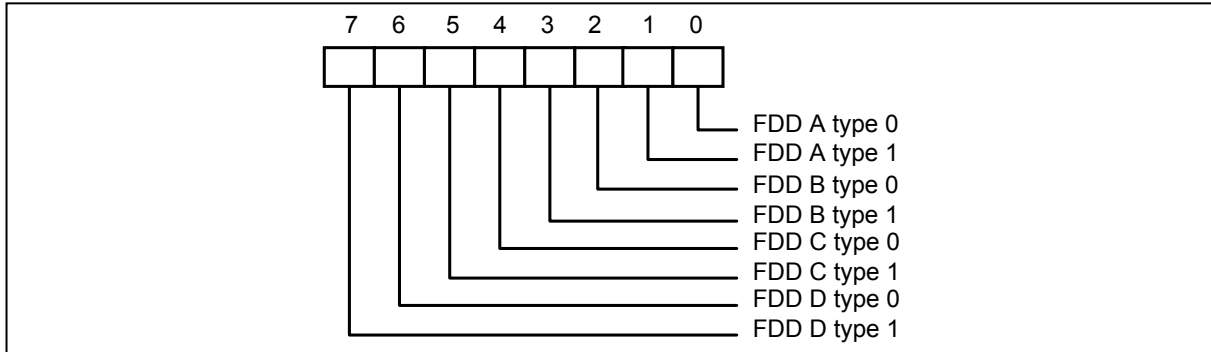 7 6 5 4 3 2 1 0
FDD A type 0
FDD A type 1
FDD B type 0
FDD B type 1
FDD C type 0
FDD C type 1
FDD D type 0
FDD D type 1